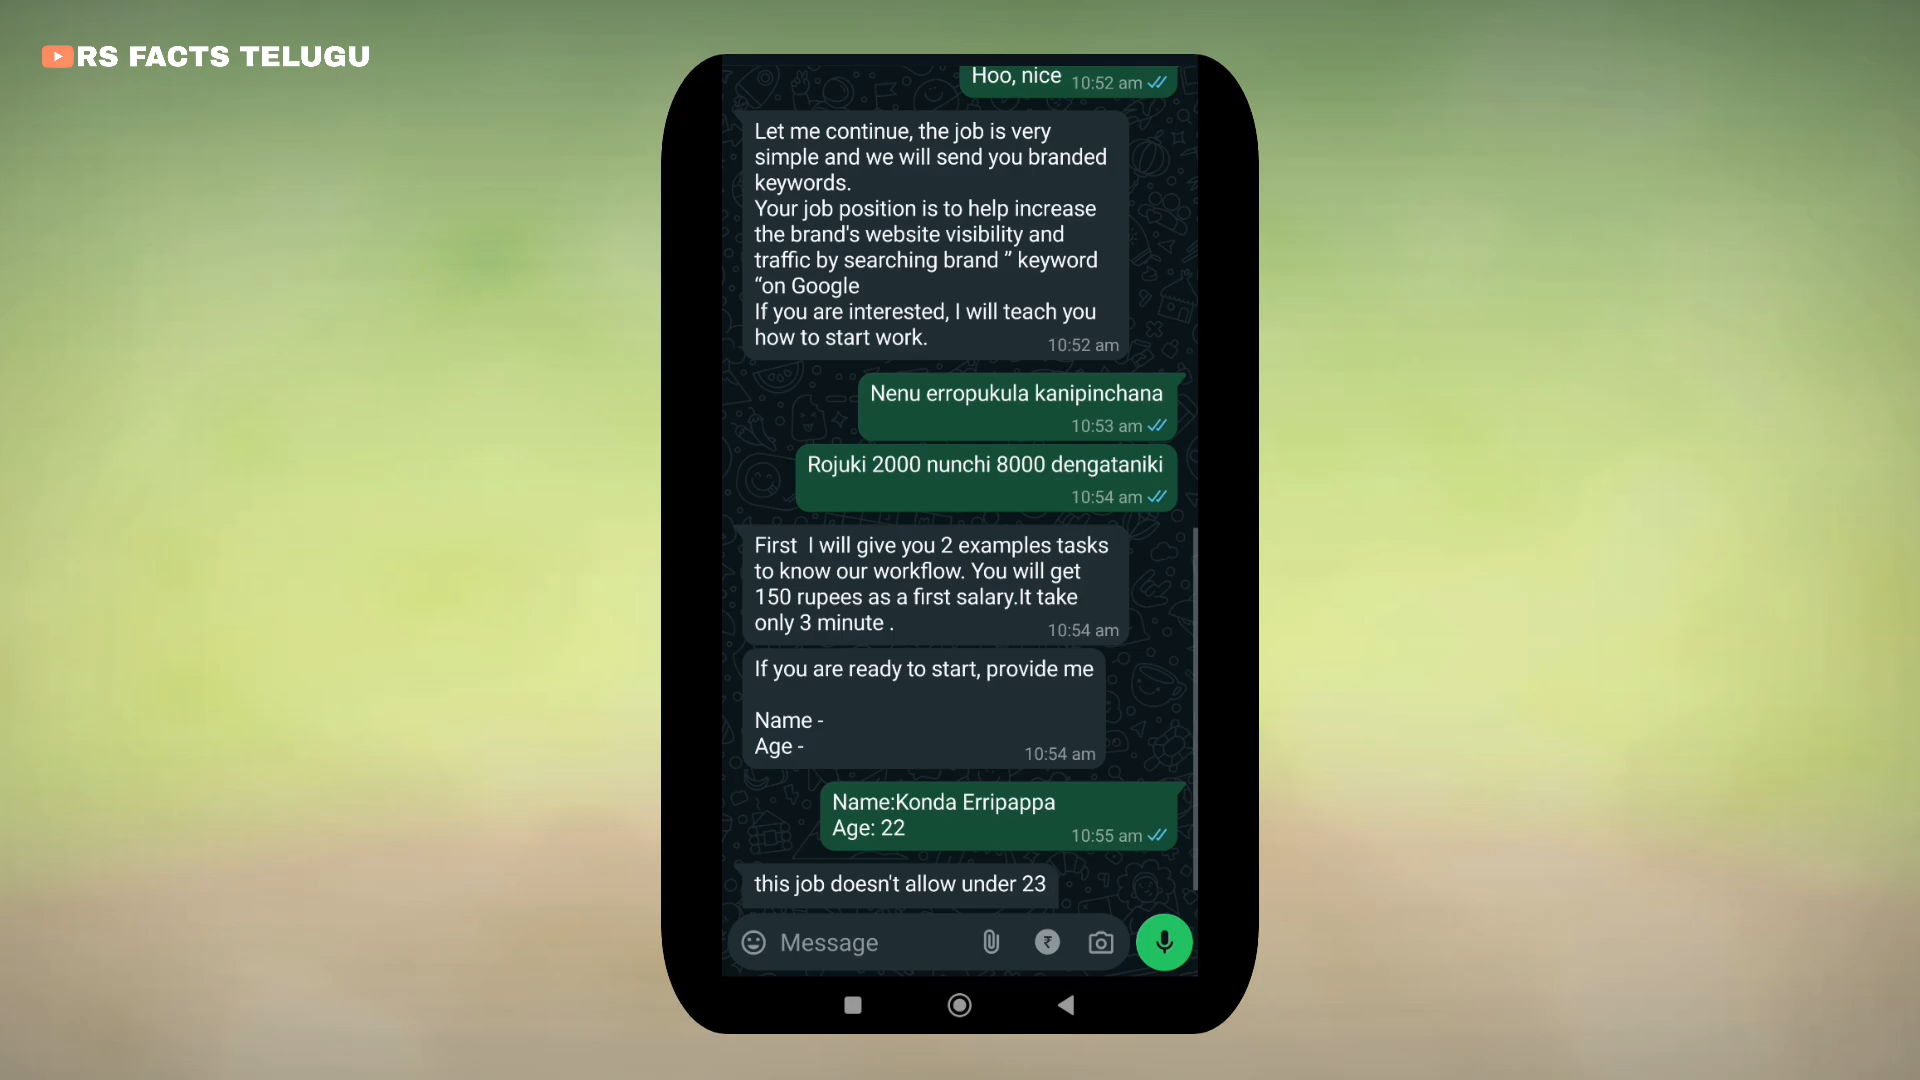 RS FACTS TELUGU
Hoo, nice 10:52 am
Let me continue, the job is very
simple and we will send you branded
keywords.
Your job position is to help increase
the brand's website visibility and
traffic by searching brand ” keyword
“on Google
If you are interested, I will teach you
how to start work. 10:52 am
Nenu erropukula kanipinchana
10:53 am
Rojuki 2000 nunchi 8000 dengataniki
10:54 am
First  I will give you 2 examples tasks
to know our workflow. You will get
150 rupees as a first salary.It take
only 3 minute . 10:54 am
If you are ready to start, provide me
Name -
Age - 10:54 am
Name:Konda Erripappa
Age: 22 10:55 am
this job doesn't allow under 23
Message